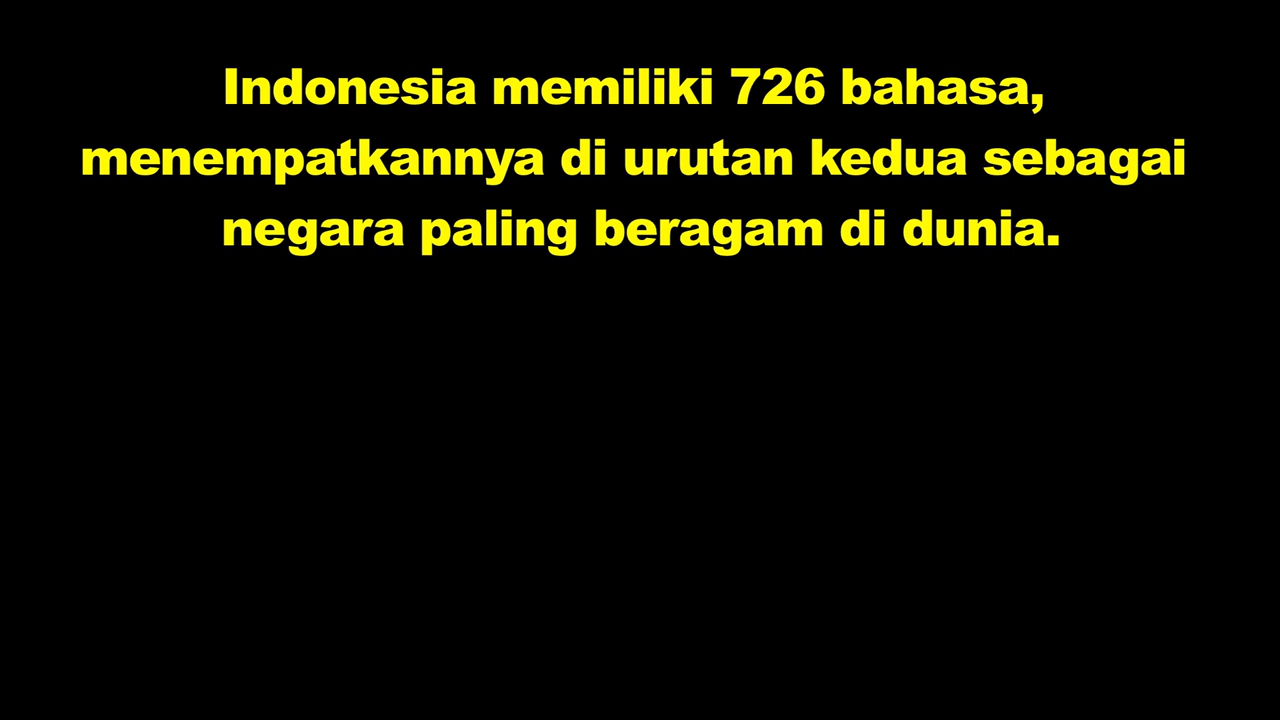 Indonesia memiliki 726 bahasa,
menempatkannya di urutan kedua sebagai
negara paling beragam di dunia.